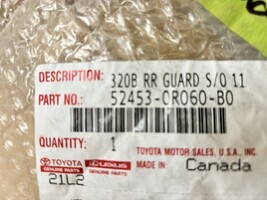 DESCRIPTION: 320B RR GUARD S/O 11
PART NO.: 52453-0R060-B0
QUANTITY: 1
TOYOTA MOTOR SALES, U.S.A., INC.
TOYOTA GENUINE PARTS LEXUS GENUINE PARTS
MADE IN Canada
21L2